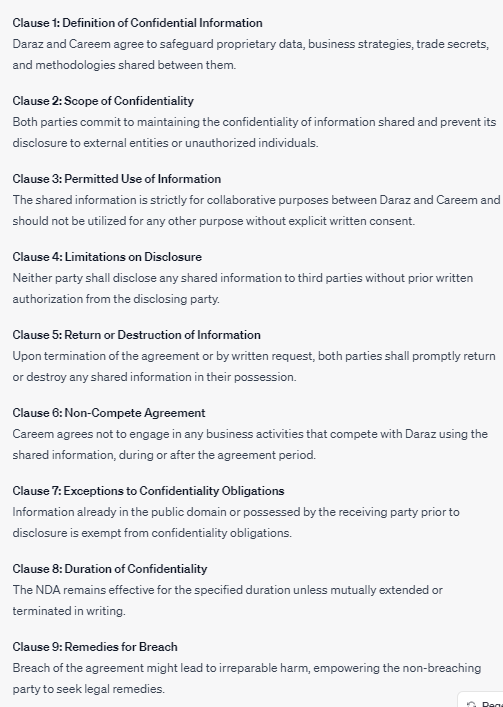 Clause 1: Definition of Confidential Information
Daraz and Careem agree to safeguard proprietary data, business strategies, trade secrets,
and methodologies shared between them.
Clause 2: Scope of Confidentiality
Both parties commit to maintaining the confidentiality of information shared and prevent its
disclosure to external entities or unauthorized individuals.
Clause 3: Permitted Use of Information
The shared information is strictly for collaborative purposes between Daraz and Careem and
should not be utilized for any other purpose without explicit written consent.
Clause 4: Limitations on Disclosure
Neither party shall disclose any shared information to third parties without prior written
authorization from the disclosing party.
Clause 5: Return or Destruction of Information
Upon termination of the agreement or by written request, both parties shall promptly return
or destroy any shared information in their possession.
Clause 6: Non-Compete Agreement
Careem agrees not to engage in any business activities that compete with Daraz using the
shared information, during or after the agreement period.
Clause 7: Exceptions to Confidentiality Obligations
Information already in the public domain or possessed by the receiving party prior to
disclosure is exempt from confidentiality obligations.
Clause 8: Duration of Confidentiality
The NDA remains effective for the specified duration unless mutually extended or
terminated in writing.
Clause 9: Remedies for Breach
Breach of the agreement might lead to irreparable harm, empowering the non-breaching
party to seek legal remedies.